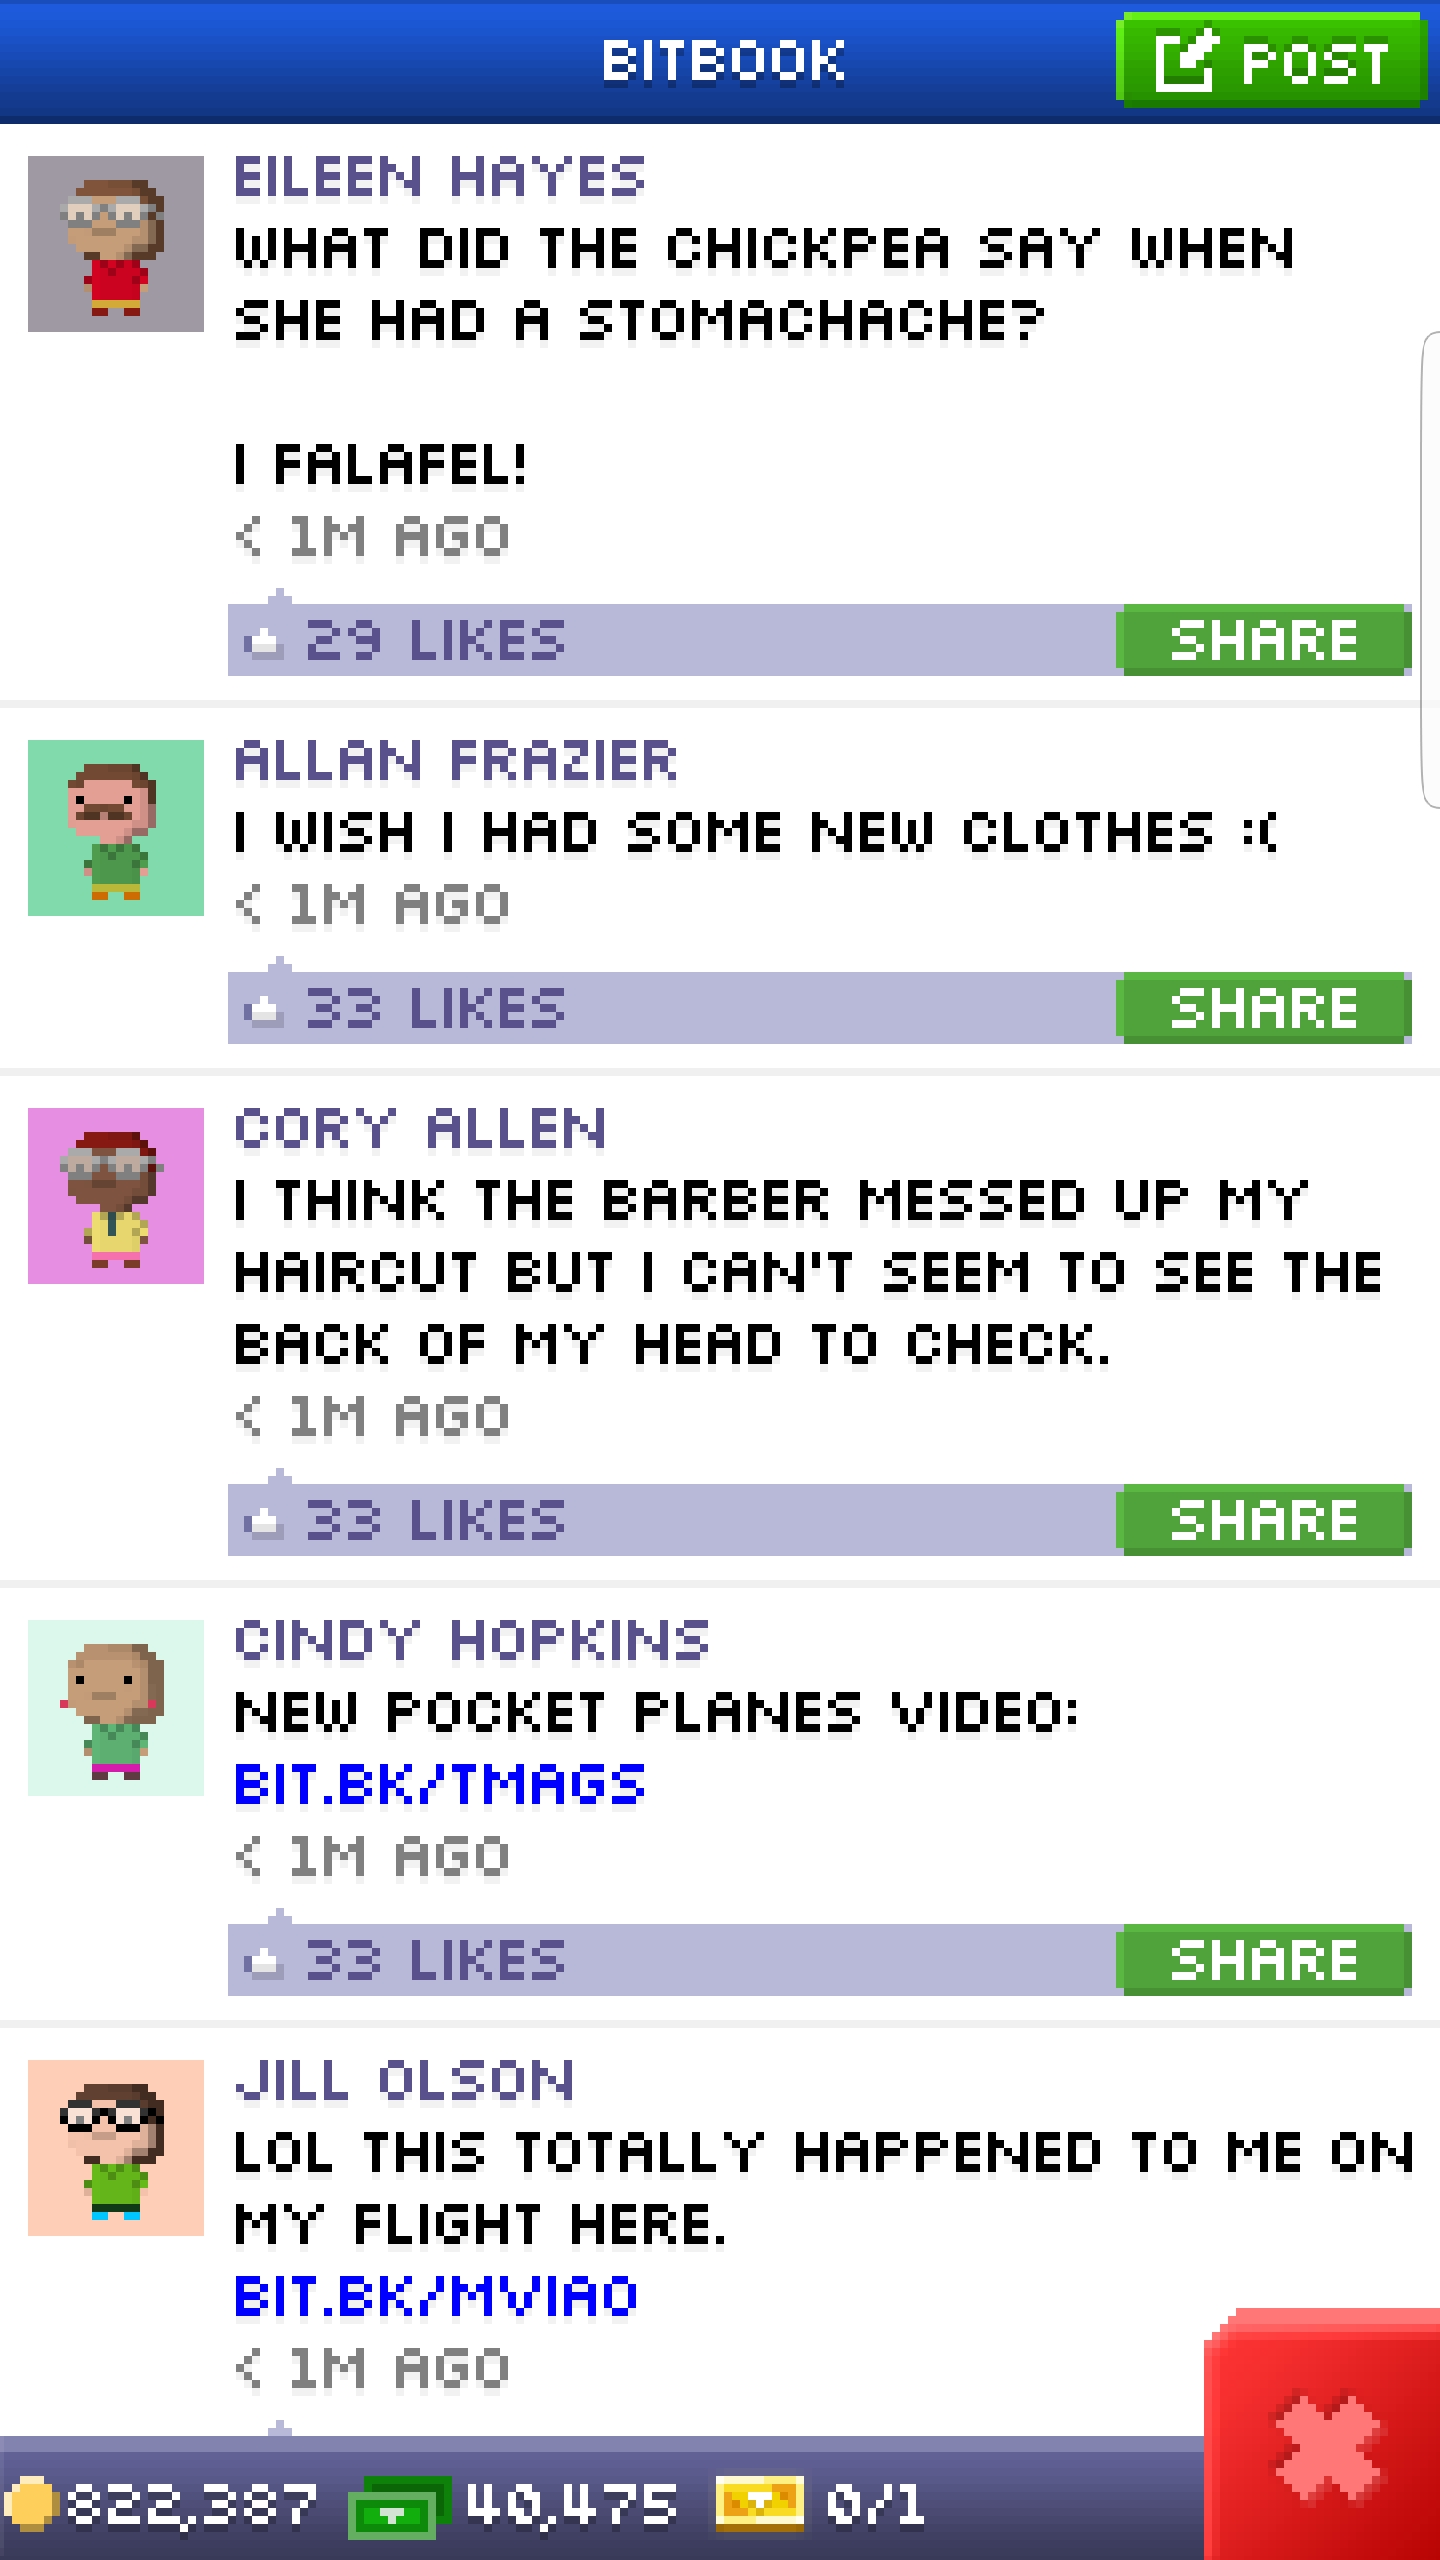 BITBOOK
POST
EILEEN HAYES
WHAT DID THE CHICKPEA SAY WHEN
SHE HAD A STOMACHACHE?
I FALAFEL!
< 1M AGO
29 LIKES
SHARE
ALLAN FRAZIER
I WISH I HAD SOME NEW CLOTHES :(
< 1M AGO
33 LIKES
SHARE
CORY ALLEN
I THINK THE BARBER MESSED UP MY
HAIRCUT BUT I CAN'T SEEM TO SEE THE
BACK OF MY HEAD TO CHECK.
< 1M AGO
33 LIKES
SHARE
CINDY HOPKINS
NEW POCKET PLANES VIDEO:
BIT.BK/TMAGS
< 1M AGO
33 LIKES
SHARE
JILL OLSON
LOL THIS TOTALLY HAPPENED TO ME ON
MY FLIGHT HERE.
BIT.BK/MVIAO
< 1M AGO
822,387 40,475 0/1